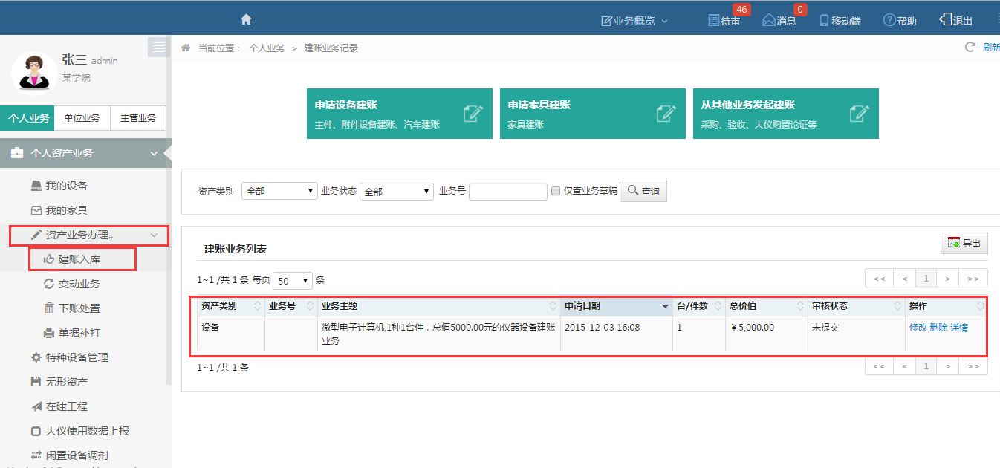 业务概览
待审
46
消息
0
移动端
帮助
退出
张三 admin
某学院
个人业务
单位业务
主管业务
个人资产业务
我的设备
我的家具
资产业务办理..
建账入库
变动业务
下账处置
单据补打
特种设备管理
无形资产
在建工程
大仪使用数据上报
闲置设备调剂
当前位置： 个人业务 > 建账业务记录
刷新
申请设备建账
主件、附件设备建账、汽车建账
申请家具建账
家具建账
从其他业务发起建账
采购、验收、大仪购置论证等
资产类别 全部 业务状态 全部 业务号 仅查业务草稿 查询
建账业务列表
导出
1~1 /共 1 条 每页 50 条
<< < 1 > >>
资产类别 业务号 业务主题 申请日期 台/件数 总价值 审核状态 操作
设备 微型电子计算机,1种1台件，总值5000.00元的仪器设备建账 2015-12-03 16:08 1 ￥5,000.00 未提交 修改 删除 详情
业务
1~1 /共 1 条
<< < 1 > >>